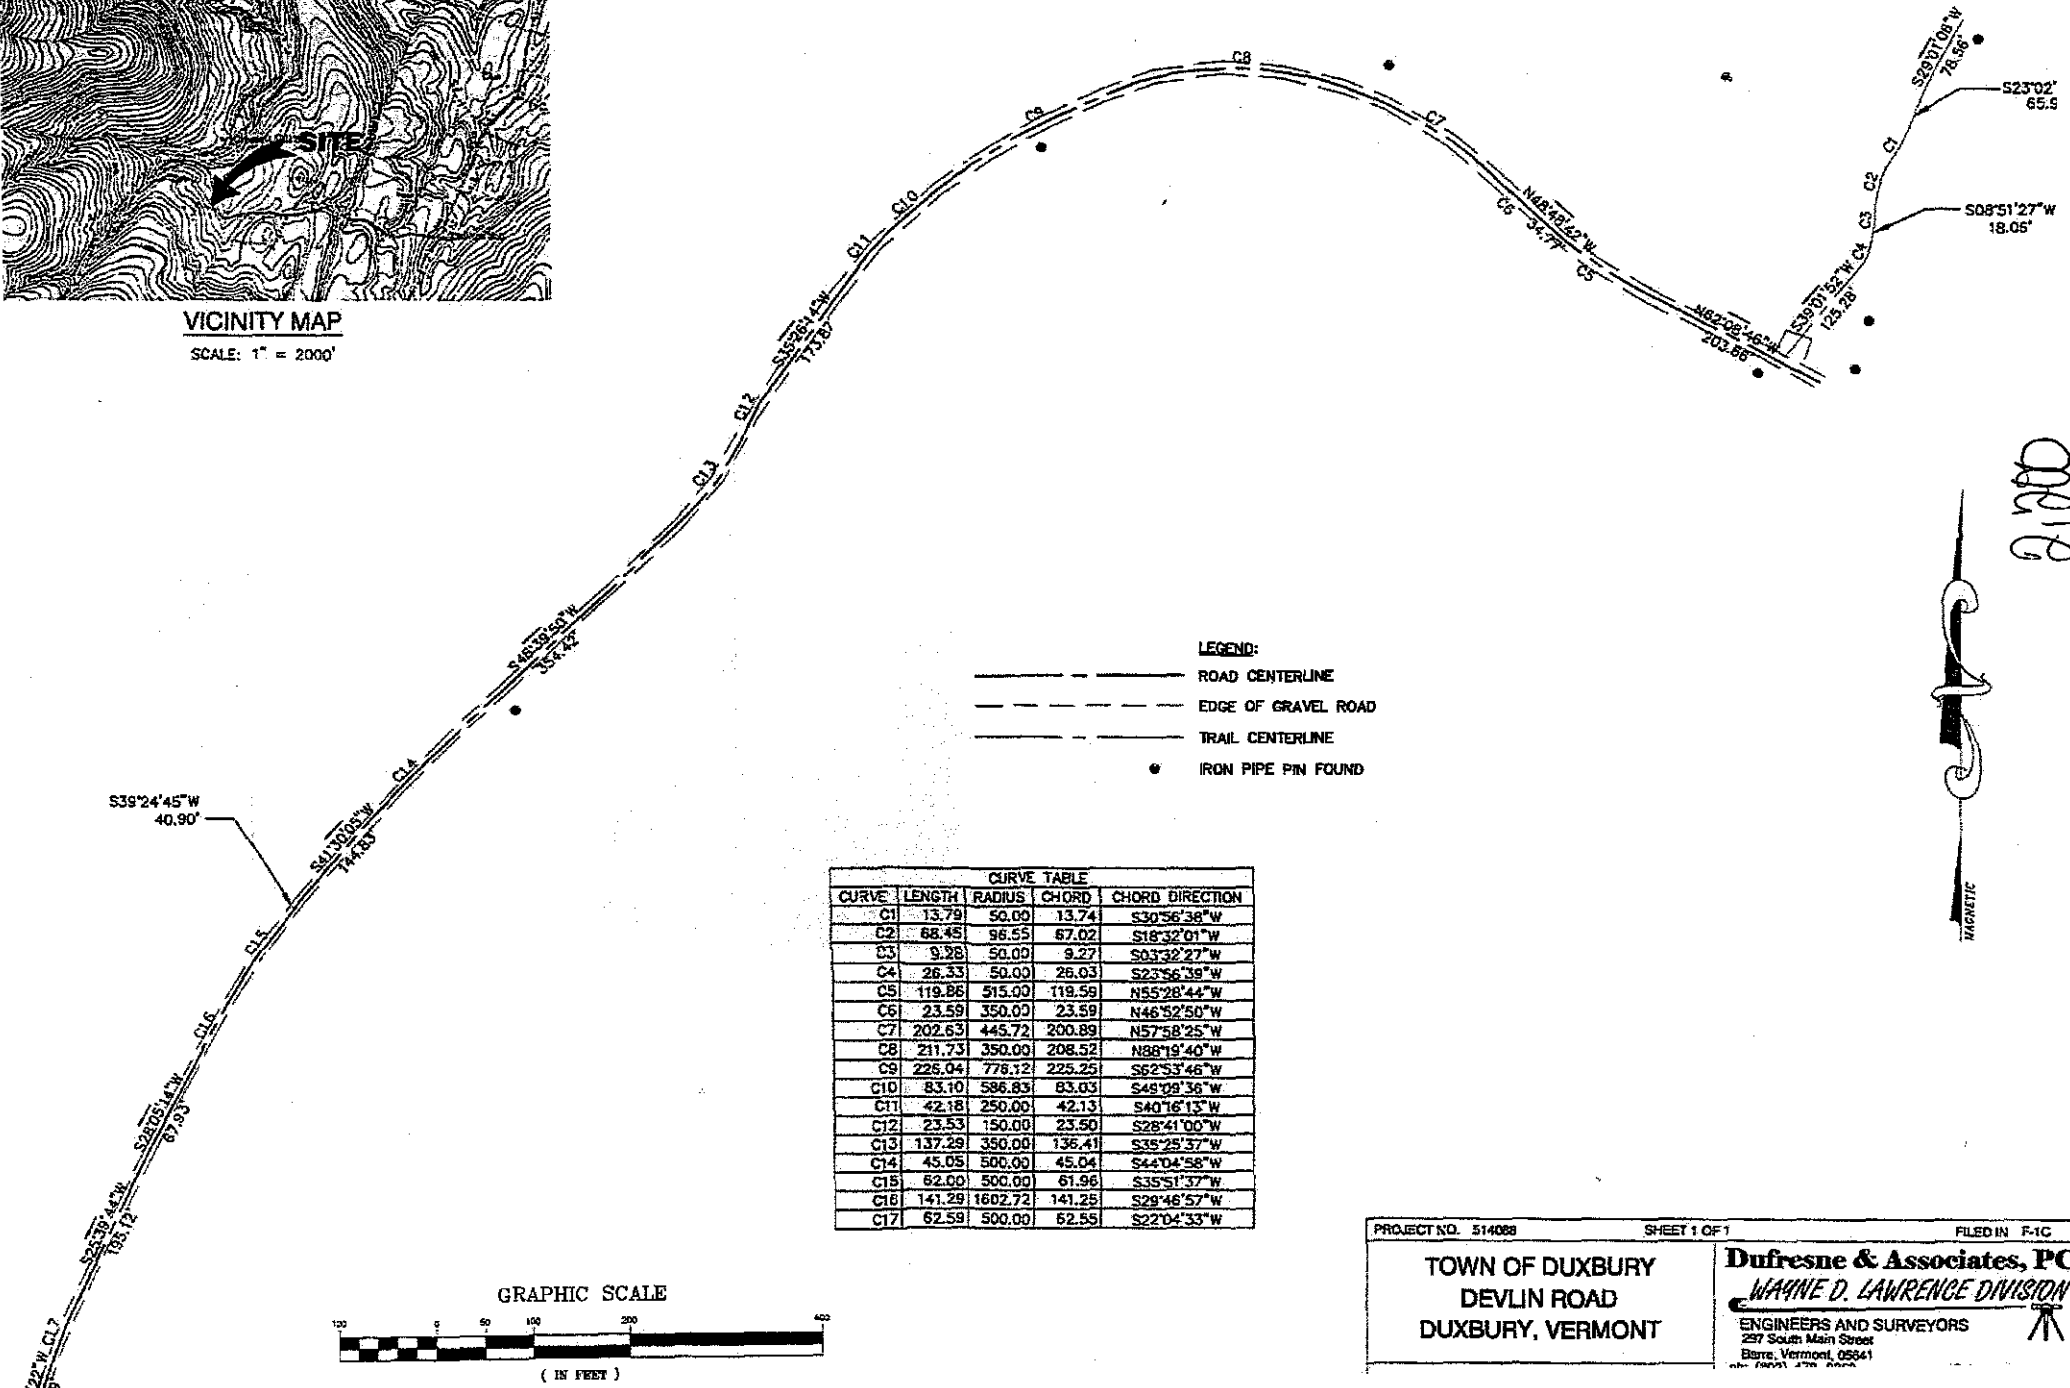 SITE
VICINITY MAP
SCALE: 1" = 2000'
C8
C9
C7
C10
C11
C6
N48°48'42"W
34.77'
C5
N62°08'46"W
203.66'
S29°01'08"W
78.56'
S23°02'
65.9
C1
C2
C3
S08°51'27"W
18.05'
C4
S39°01'52"W
125.28'
S35°26'14"W
173.87'
C12
C13
S46°39'50"W
354.42'
C14
S39°24'45"W
40.90'
S41°30'05"W
144.83'
C15
C16
S28°05'14"W
67.93'
S25°39'44"W
195.12'
C17
22"W
LEGEND:
ROAD CENTERLINE
EDGE OF GRAVEL ROAD
TRAIL CENTERLINE
IRON PIPE PIN FOUND
MAGNETIC
CURVE TABLE
CURVE LENGTH RADIUS CHORD CHORD DIRECTION
C1 13.79 50.00 13.74 S30°56'38"W
C2 68.45 96.55 67.02 S18°32'01"W
C3 9.28 50.00 9.27 S03°32'27"W
C4 26.33 50.00 26.03 S23°56'39"W
C5 119.86 515.00 119.59 N55°28'44"W
C6 23.59 350.00 23.59 N46°52'50"W
C7 202.63 445.72 200.89 N57°58'25"W
C8 211.73 350.00 208.52 N88°19'40"W
C9 226.04 778.12 225.25 S62°53'46"W
C10 83.10 586.83 83.03 S49°09'36"W
C11 42.18 250.00 42.13 S40°16'13"W
C12 23.53 150.00 23.50 S28°41'00"W
C13 137.29 350.00 136.41 S35°25'37"W
C14 45.05 500.00 45.04 S44°04'58"W
C15 62.00 500.00 61.96 S35°51'37"W
C16 141.29 1602.72 141.25 S29°46'57"W
C17 62.59 500.00 62.55 S22°04'33"W
GRAPHIC SCALE
100 0 50 100 200 400
( IN FEET )
PROJECT NO. 514088 SHEET 1 OF 1 FILED IN F-1C
TOWN OF DUXBURY
DEVLIN ROAD
DUXBURY, VERMONT
Dufresne & Associates, PC
WAYNE D. LAWRENCE DIVISION
ENGINEERS AND SURVEYORS
297 South Main Street
Barre, Vermont, 05641